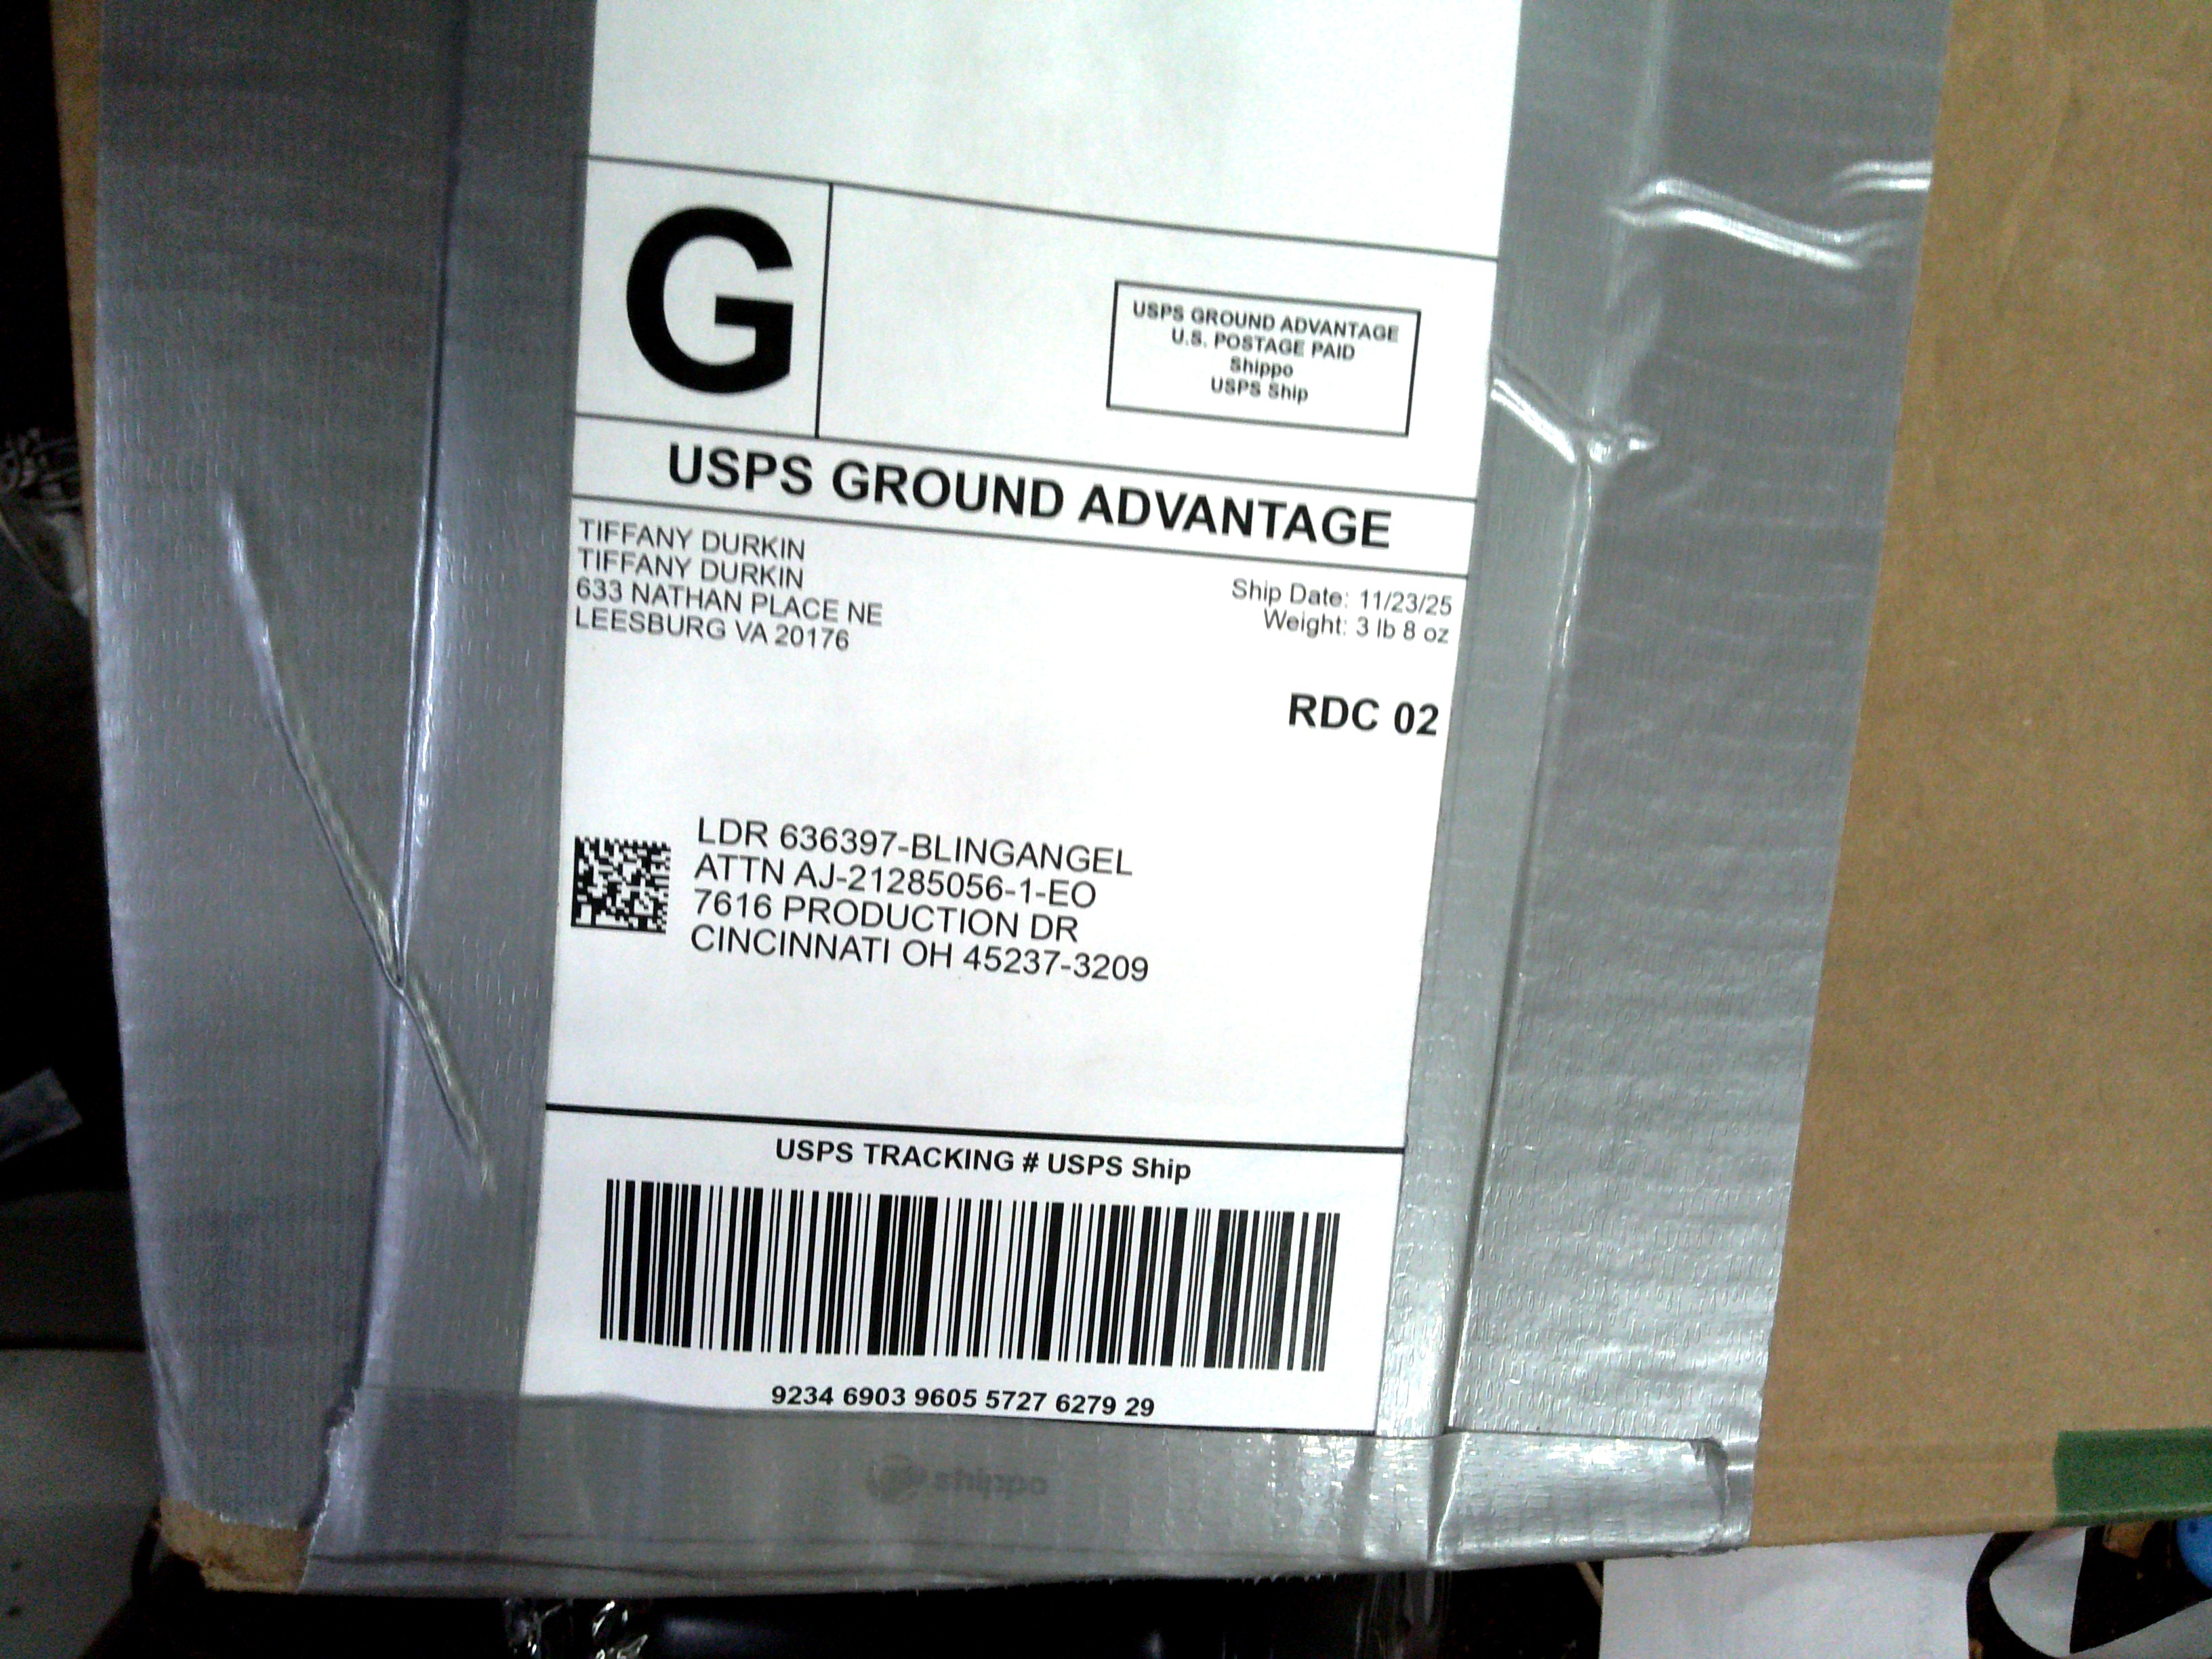 G
USPS GROUND ADVANTAGE
U.S. POSTAGE PAID
Shippo
USPS Ship
USPS GROUND ADVANTAGE
TIFFANY DURKIN
TIFFANY DURKIN
633 NATHAN PLACE NE
LEESBURG VA 20176
Ship Date: 11/23/25
Weight: 3 lb 8 oz
RDC 02
LDR 636397-BLINGANGEL
ATTN AJ-21285056-1-EO
7616 PRODUCTION DR
CINCINNATI OH 45237-3209
USPS TRACKING # USPS Ship
9234 6903 9605 5727 6279 29
shippo